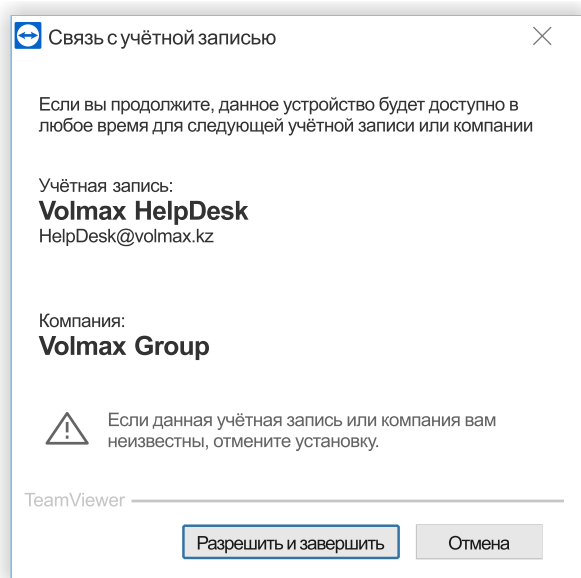 Связь с учётной записью
Если вы продолжите, данное устройство будет доступно в
любое время для следующей учётной записи или компании
Учётная запись:
Volmax HelpDesk
HelpDesk@volmax.kz
Компания:
Volmax Group
Если данная учётная запись или компания вам
неизвестны, отмените установку.
TeamViewer
Разрешить и завершить
Отмена